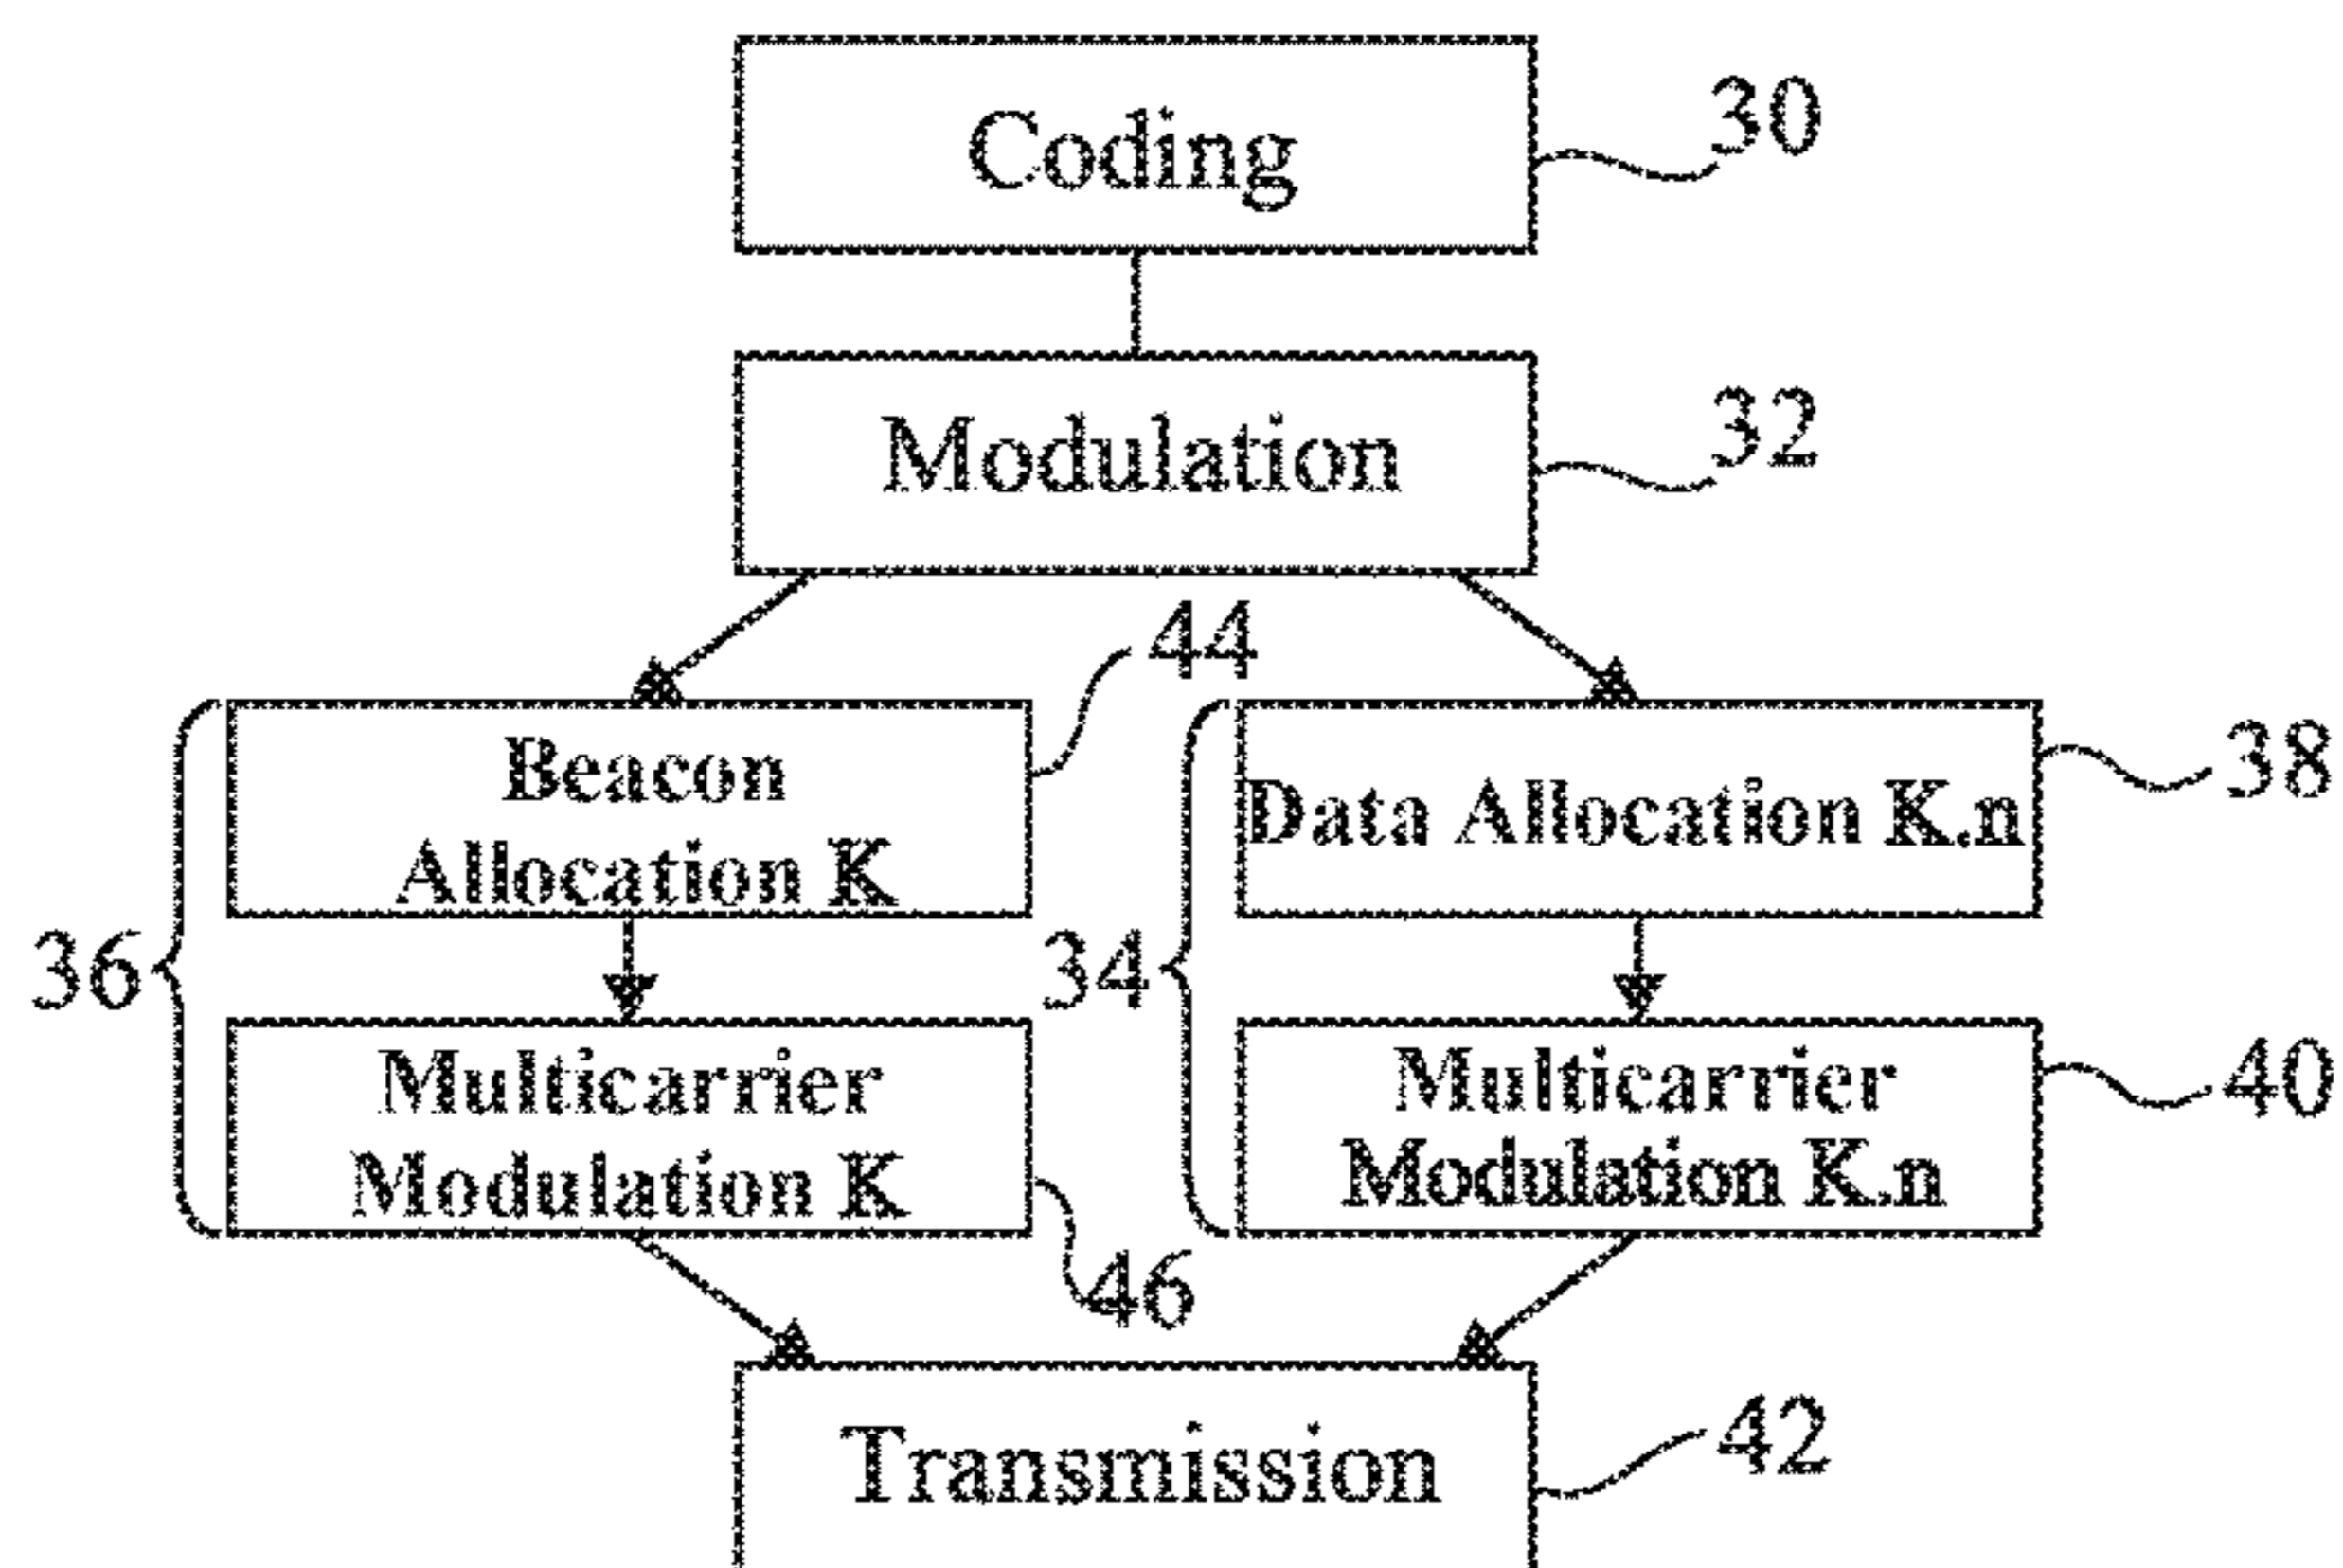 Coding
30
Modulation
32
44
Beacon
Allocation K
Data Allocation K.n
38
36
34
Multicarrier
Modulation K
Multicarrier
Modulation K.n
40
46
Transmission
42